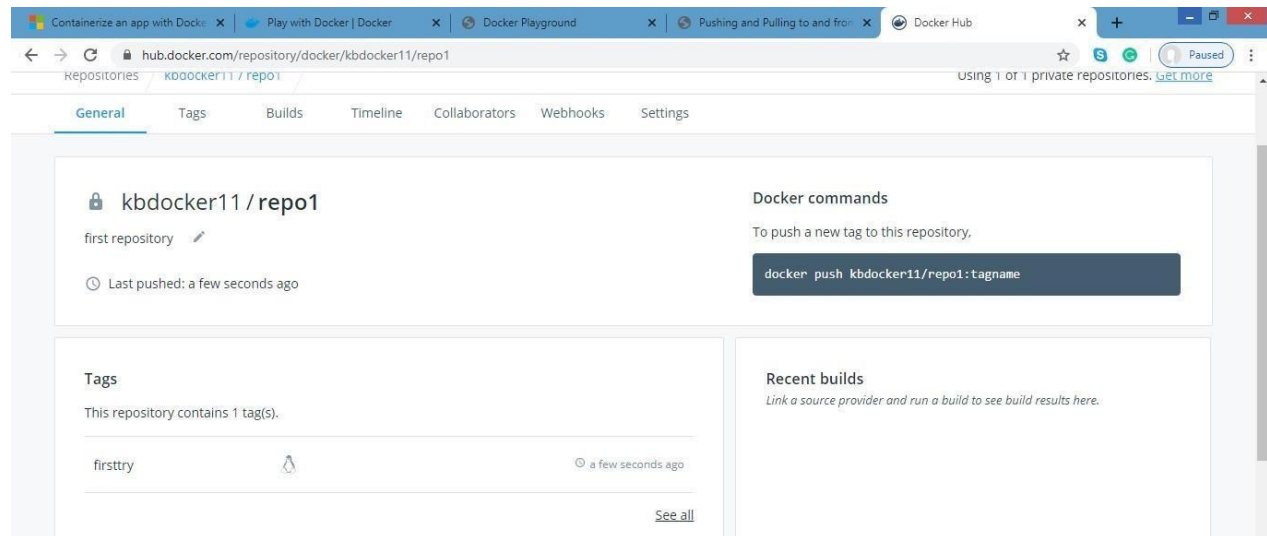 Containerize an app with Docke
Play with Docker | Docker
Docker Playground
Pushing and Pulling to and from
Docker Hub
hub.docker.com/repository/docker/kbdocker11/repo1
Paused
Repositories / kbdocker11 / repo1
Using 1 of 1 private repositories. Get more
General Tags Builds Timeline Collaborators Webhooks Settings
kbdocker11 / repo1
first repository
Last pushed: a few seconds ago
Docker commands
To push a new tag to this repository,
docker push kbdocker11/repo1:tagname
Tags
This repository contains 1 tag(s).
firsttry
a few seconds ago
See all
Recent builds
Link a source provider and run a build to see build results here.